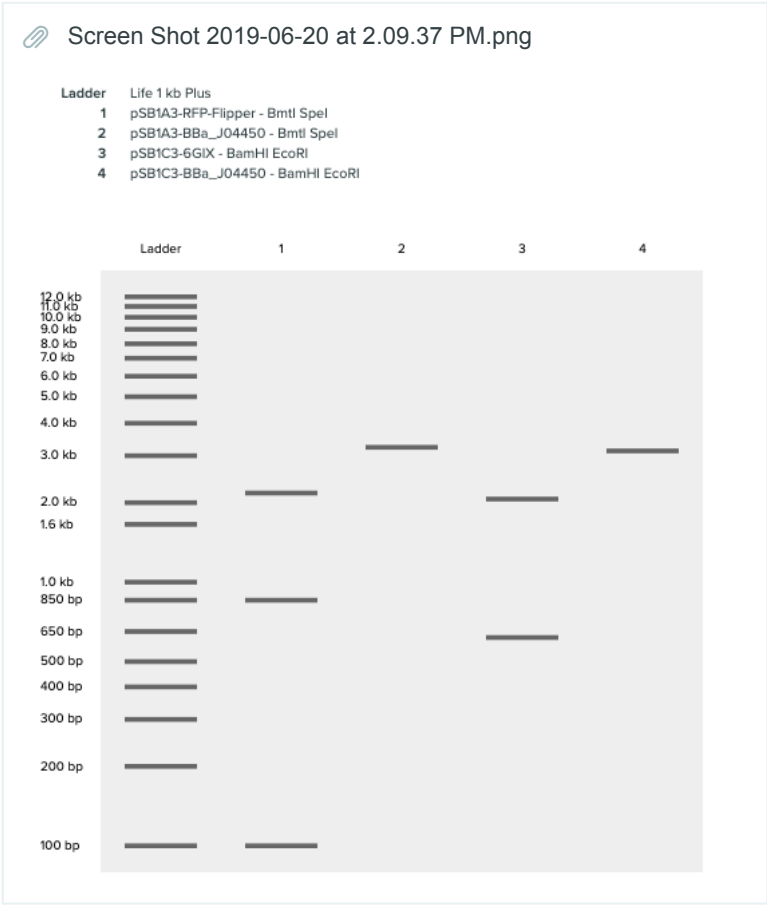 Screen Shot 2019-06-20 at 2.09.37 PM.png
Ladder Life 1 kb Plus
1 pSB1A3-RFP-Flipper - BmtI SpeI
2 pSB1A3-BBa_J04450 - BmtI SpeI
3 pSB1C3-6GIX - BamHI EcoRI
4 pSB1C3-BBa_J04450 - BamHI EcoRI
Ladder 1 2 3 4
12.0 kb
11.0 kb
10.0 kb
9.0 kb
8.0 kb
7.0 kb
6.0 kb
5.0 kb
4.0 kb
3.0 kb
2.0 kb
1.6 kb
1.0 kb
850 bp
650 bp
500 bp
400 bp
300 bp
200 bp
100 bp